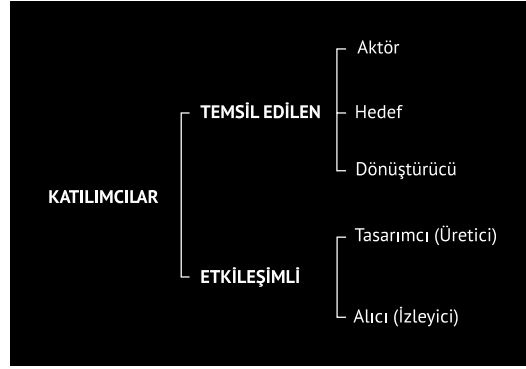 KATILIMCILAR
TEMSİL EDİLEN
Aktör
Hedef
Dönüştürücü
ETKİLEŞİMLİ
Tasarımcı (Üretici)
Alıcı (İzleyici)